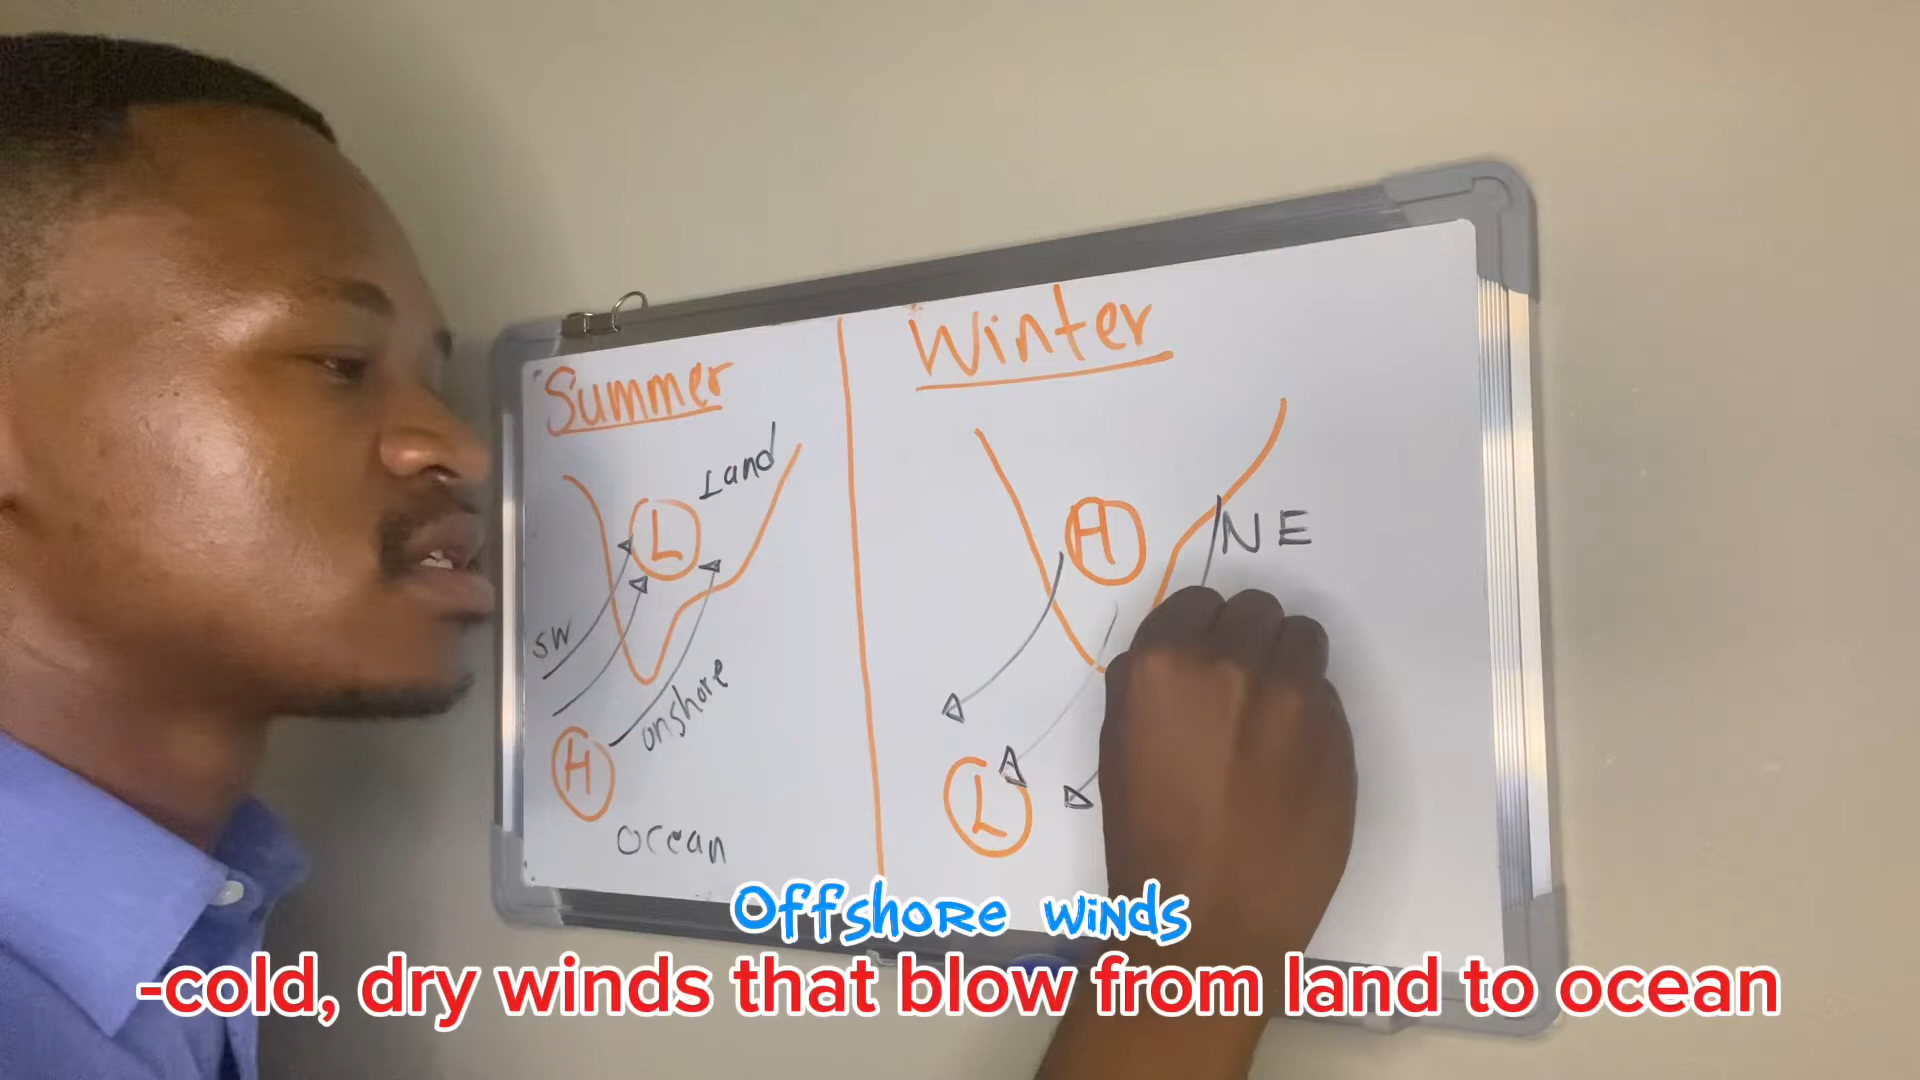 Summer
Land
L
SW
onshore
H
Ocean
Winter
H
NE
L
Offshore winds
-cold, dry winds that blow from land to ocean